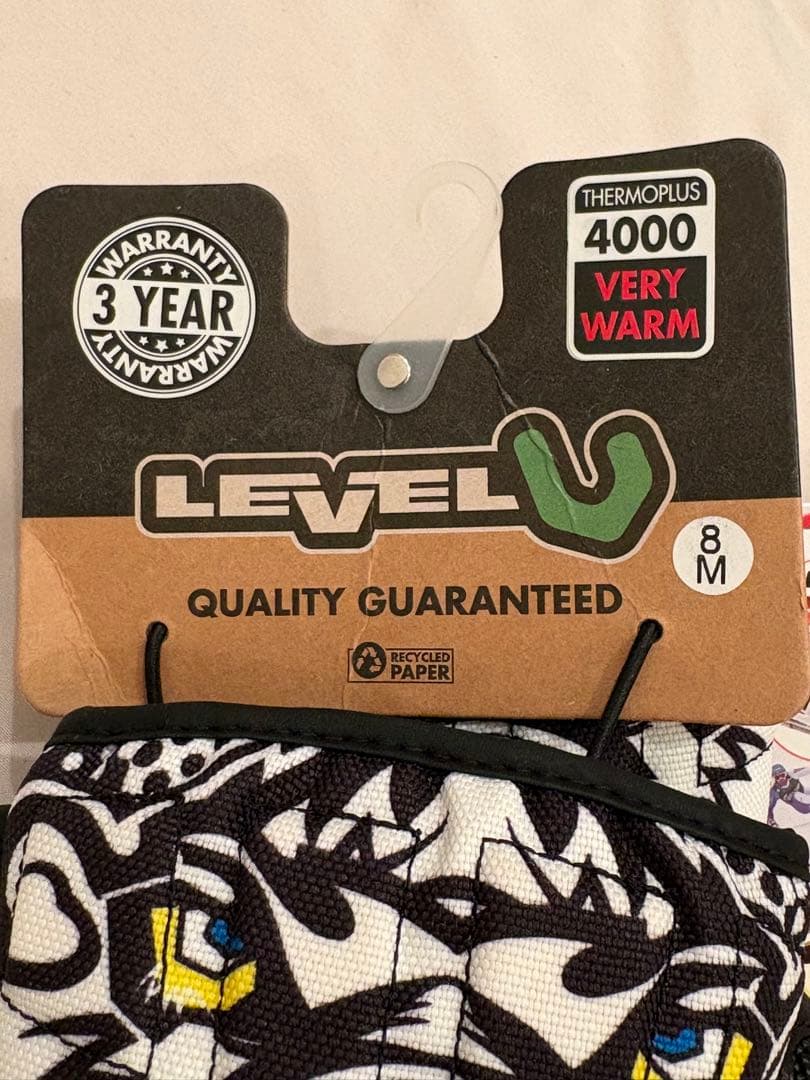 WARRANTY
3 YEAR
WARRANTY
THERMOPLUS
4000
VERY
WARM
LEVEL
8
M
QUALITY GUARANTEED
RECYCLED
PAPER